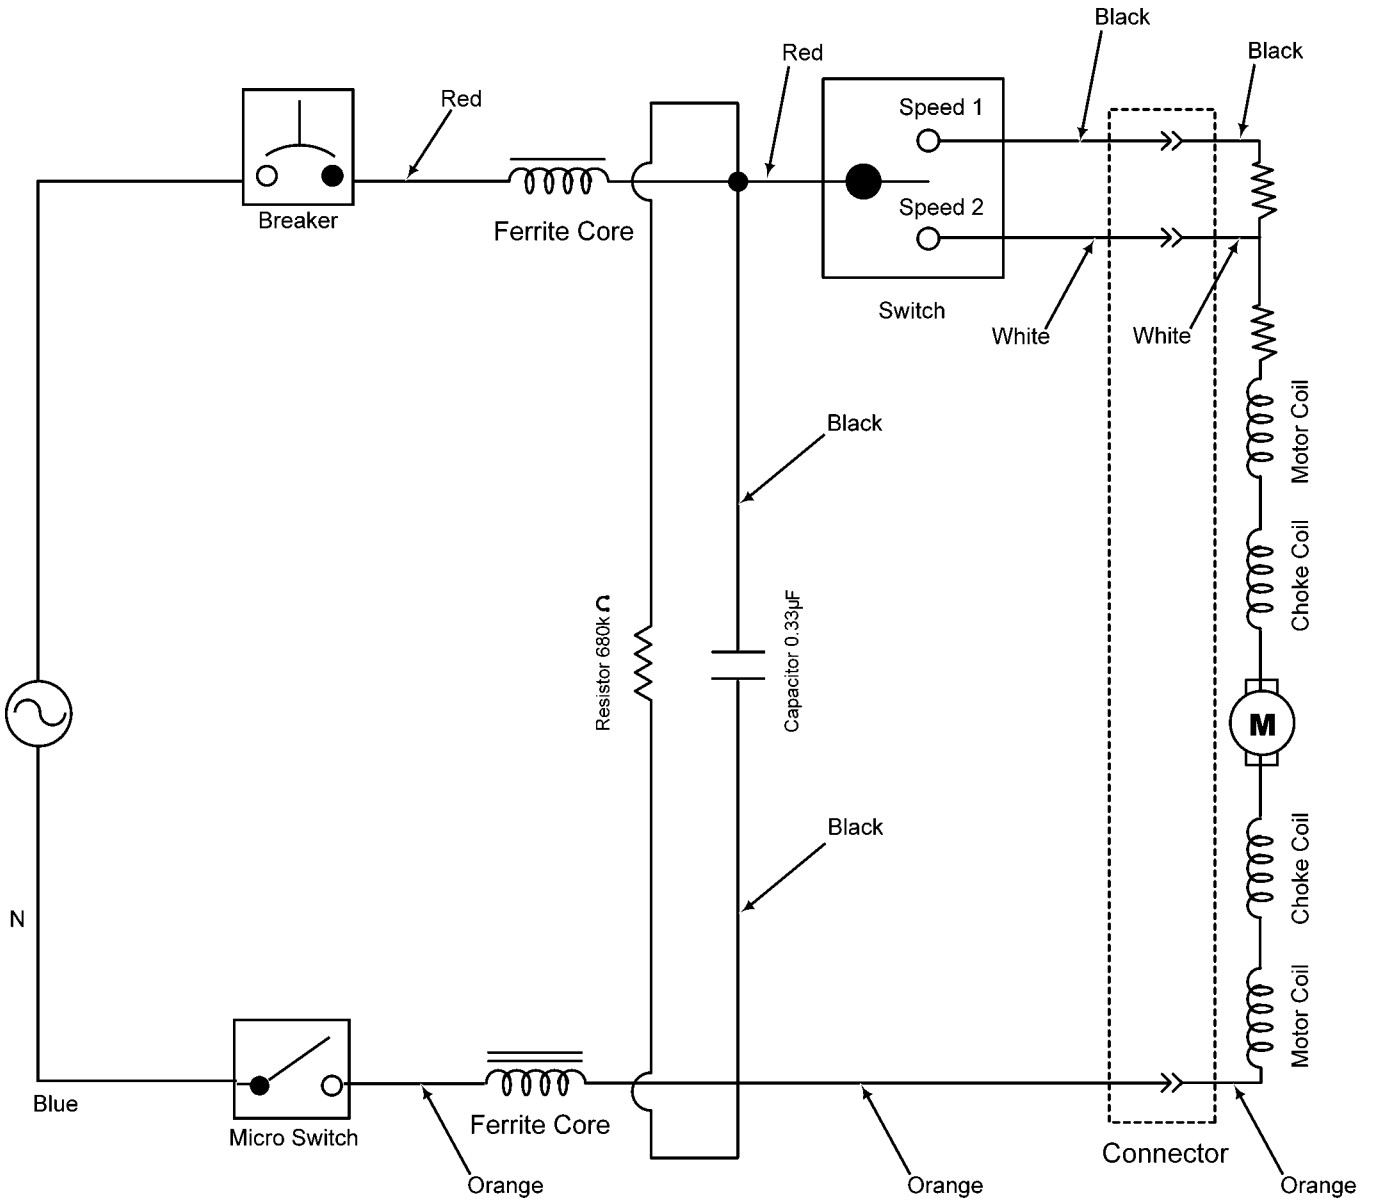 Black
Black
Red
Red
Speed 1
Breaker
Speed 2
Ferrite Core
Switch
White
White
Motor Coil
Black
Choke Coil
Resistor 680k Ω
Capacitor 0.33µF
M
Black
Choke Coil
N
Motor Coil
Blue
Ferrite Core
Micro Switch
Connector
Orange
Orange
Orange